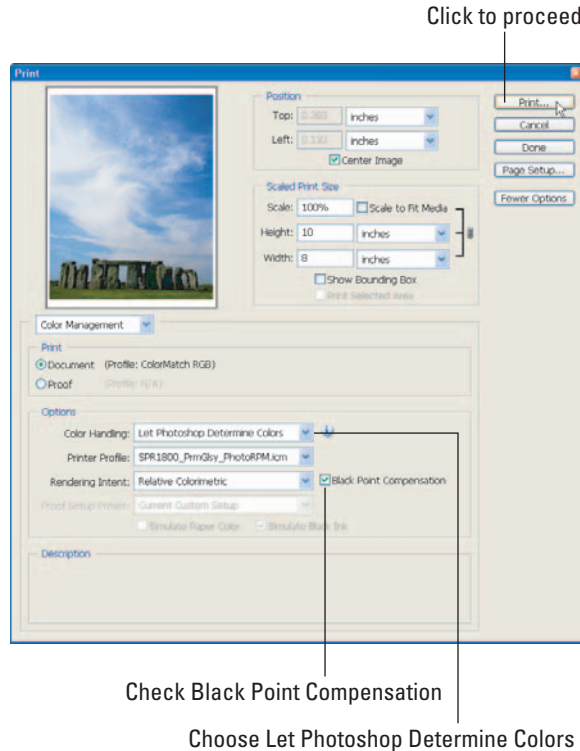 Click to proceed
Print
Position
Top: 0.383 inches
Left: 0.133 inches
Center Image
Print...
Cancel
Done
Page Setup...
Fewer Options
Scaled Print Size
Scale: 100% Scale to Fit Media
Height: 10 inches
Width: 8 inches
Show Bounding Box
Print Selected Area
Color Management
Print
Document (Profile: ColorMatch RGB)
Proof (Profile: N/A)
Options
Color Handling: Let Photoshop Determine Colors
Printer Profile: SPR1800_PrmGlsy_PhotoRPM.icm
Rendering Intent: Relative Colorimetric Black Point Compensation
Proof Setup Preset: Current Custom Setup
Simulate Paper Color Simulate Black Ink
Description
Check Black Point Compensation
Choose Let Photoshop Determine Colors